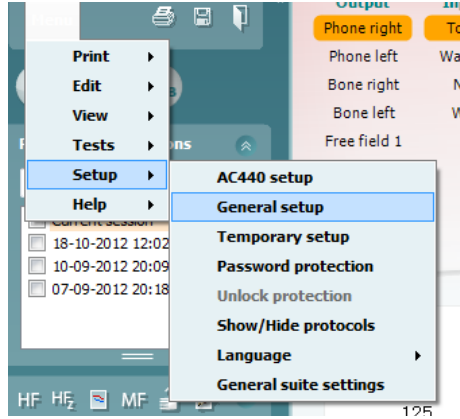 Output
Phone right
Phone left
Bone right
Bone left
Free field 1
Print
Edit
View
Tests
Setup
Help
AC440 setup
General setup
Temporary setup
Password protection
Unlock protection
Show/Hide protocols
Language
General suite settings
Current session
18-10-2012 12:02
10-09-2012 20:09
07-09-2012 20:18
HF HF2 MF
125